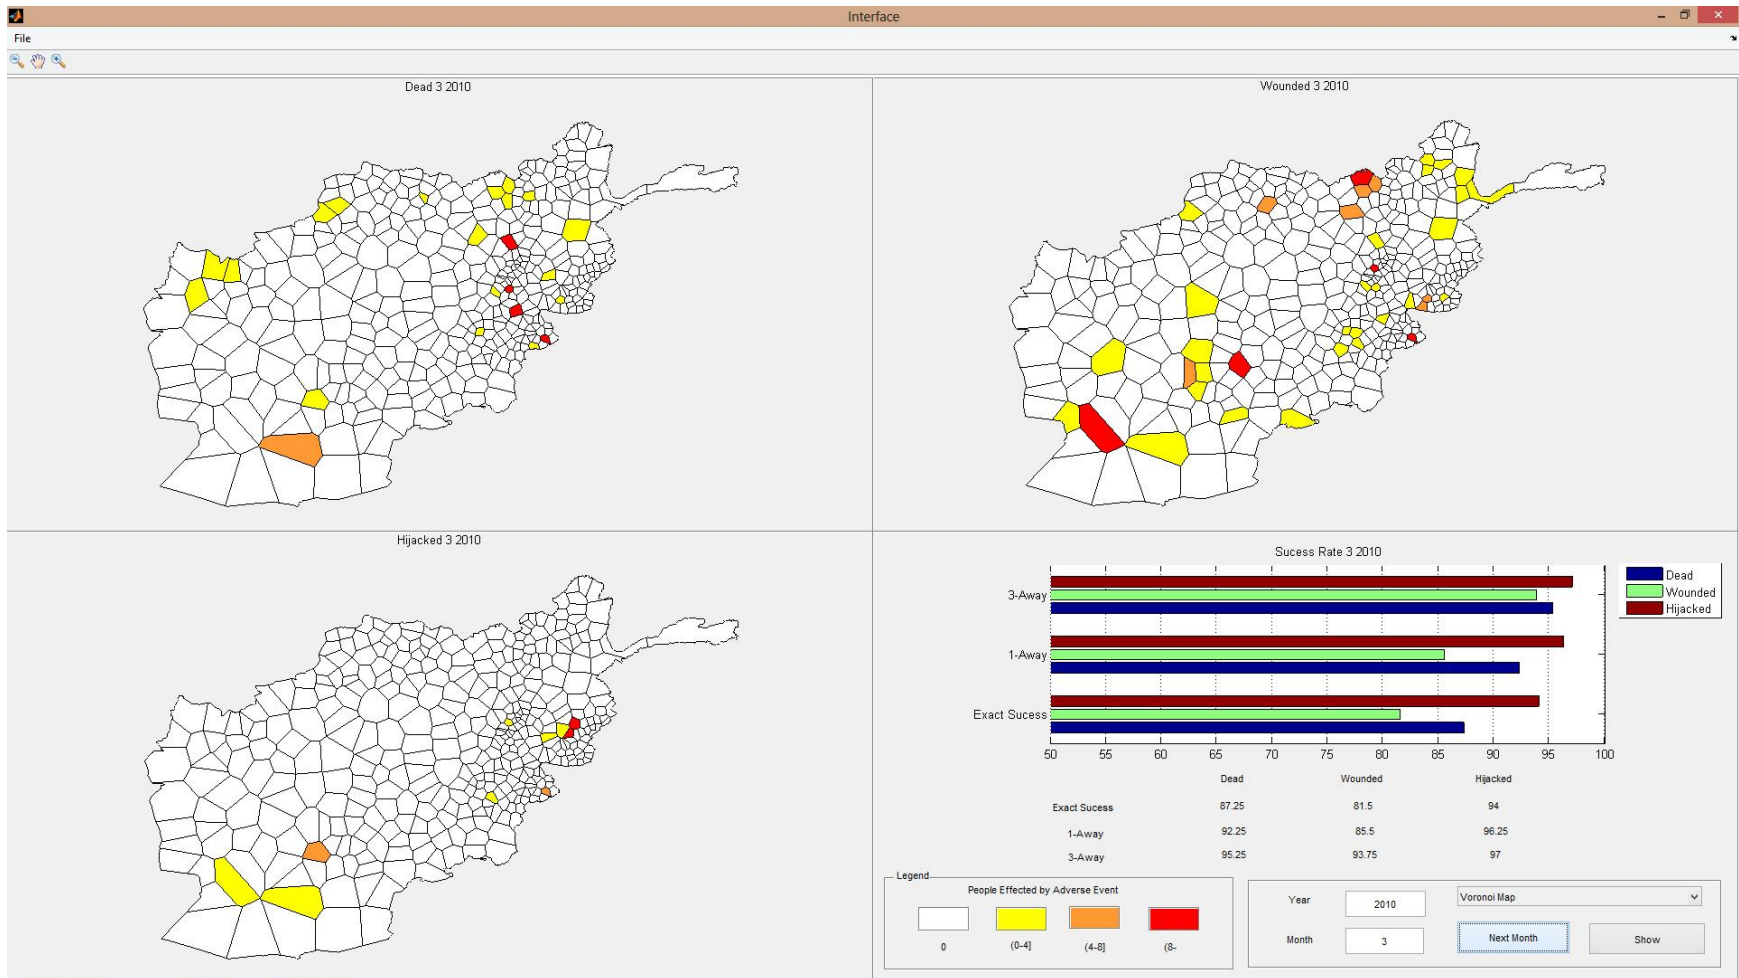 Interface
File
Dead 3 2010
Wounded 3 2010
Hijacked 3 2010
Sucess Rate 3 2010
Dead
Wounded
Hijacked
3-Away
1-Away
Exact Sucess
50 55 60 65 70 75 80 85 90 95 100
Dead Wounded Hijacked
Exact Sucess 87.25 81.5 94
1-Away 92.25 85.5 96.25
3-Away 95.25 93.75 97
Legend
People Effected by Adverse Event
0 (0-4] (4-8] (8-
Year 2010 Voronoi Map
Month 3 Next Month Show